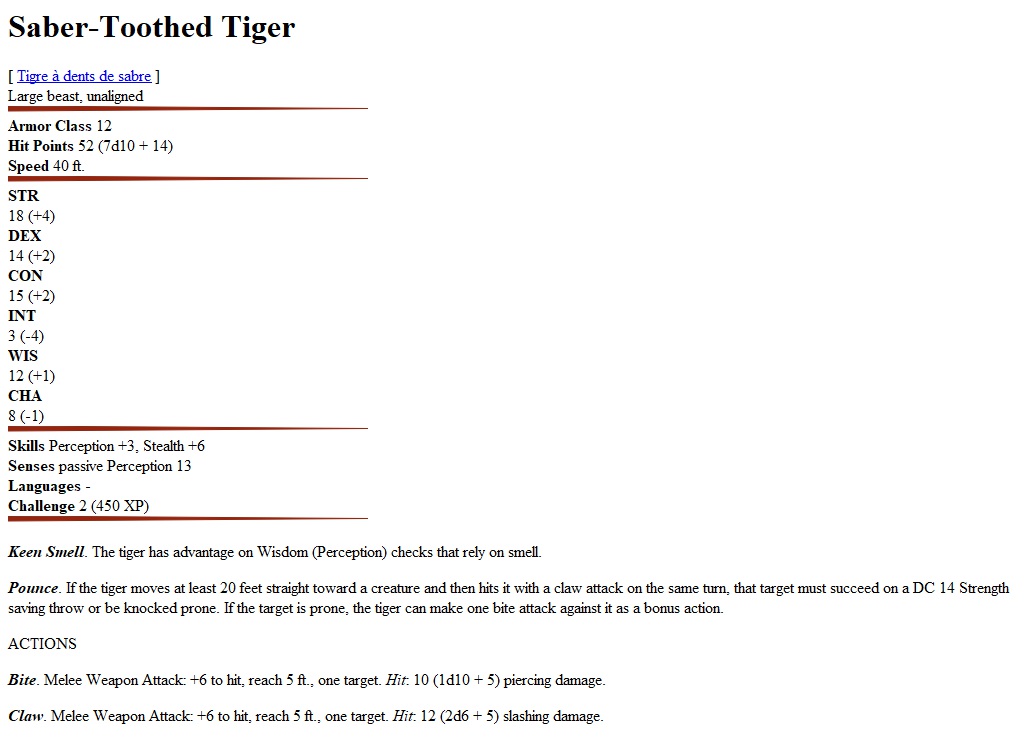 Saber-Toothed Tiger
[ Tigre à dents de sabre ]
Large beast, unaligned
Armor Class 12
Hit Points 52 (7d10 + 14)
Speed 40 ft.
STR
18 (+4)
DEX
14 (+2)
CON
15 (+2)
INT
3 (-4)
WIS
12 (+1)
CHA
8 (-1)
Skills Perception +3, Stealth +6
Senses passive Perception 13
Languages -
Challenge 2 (450 XP)
Keen Smell. The tiger has advantage on Wisdom (Perception) checks that rely on smell.
Pounce. If the tiger moves at least 20 feet straight toward a creature and then hits it with a claw attack on the same turn, that target must succeed on a DC 14 Strength
saving throw or be knocked prone. If the target is prone, the tiger can make one bite attack against it as a bonus action.
ACTIONS
Bite. Melee Weapon Attack: +6 to hit, reach 5 ft., one target. Hit: 10 (1d10 + 5) piercing damage.
Claw. Melee Weapon Attack: +6 to hit, reach 5 ft., one target. Hit: 12 (2d6 + 5) slashing damage.